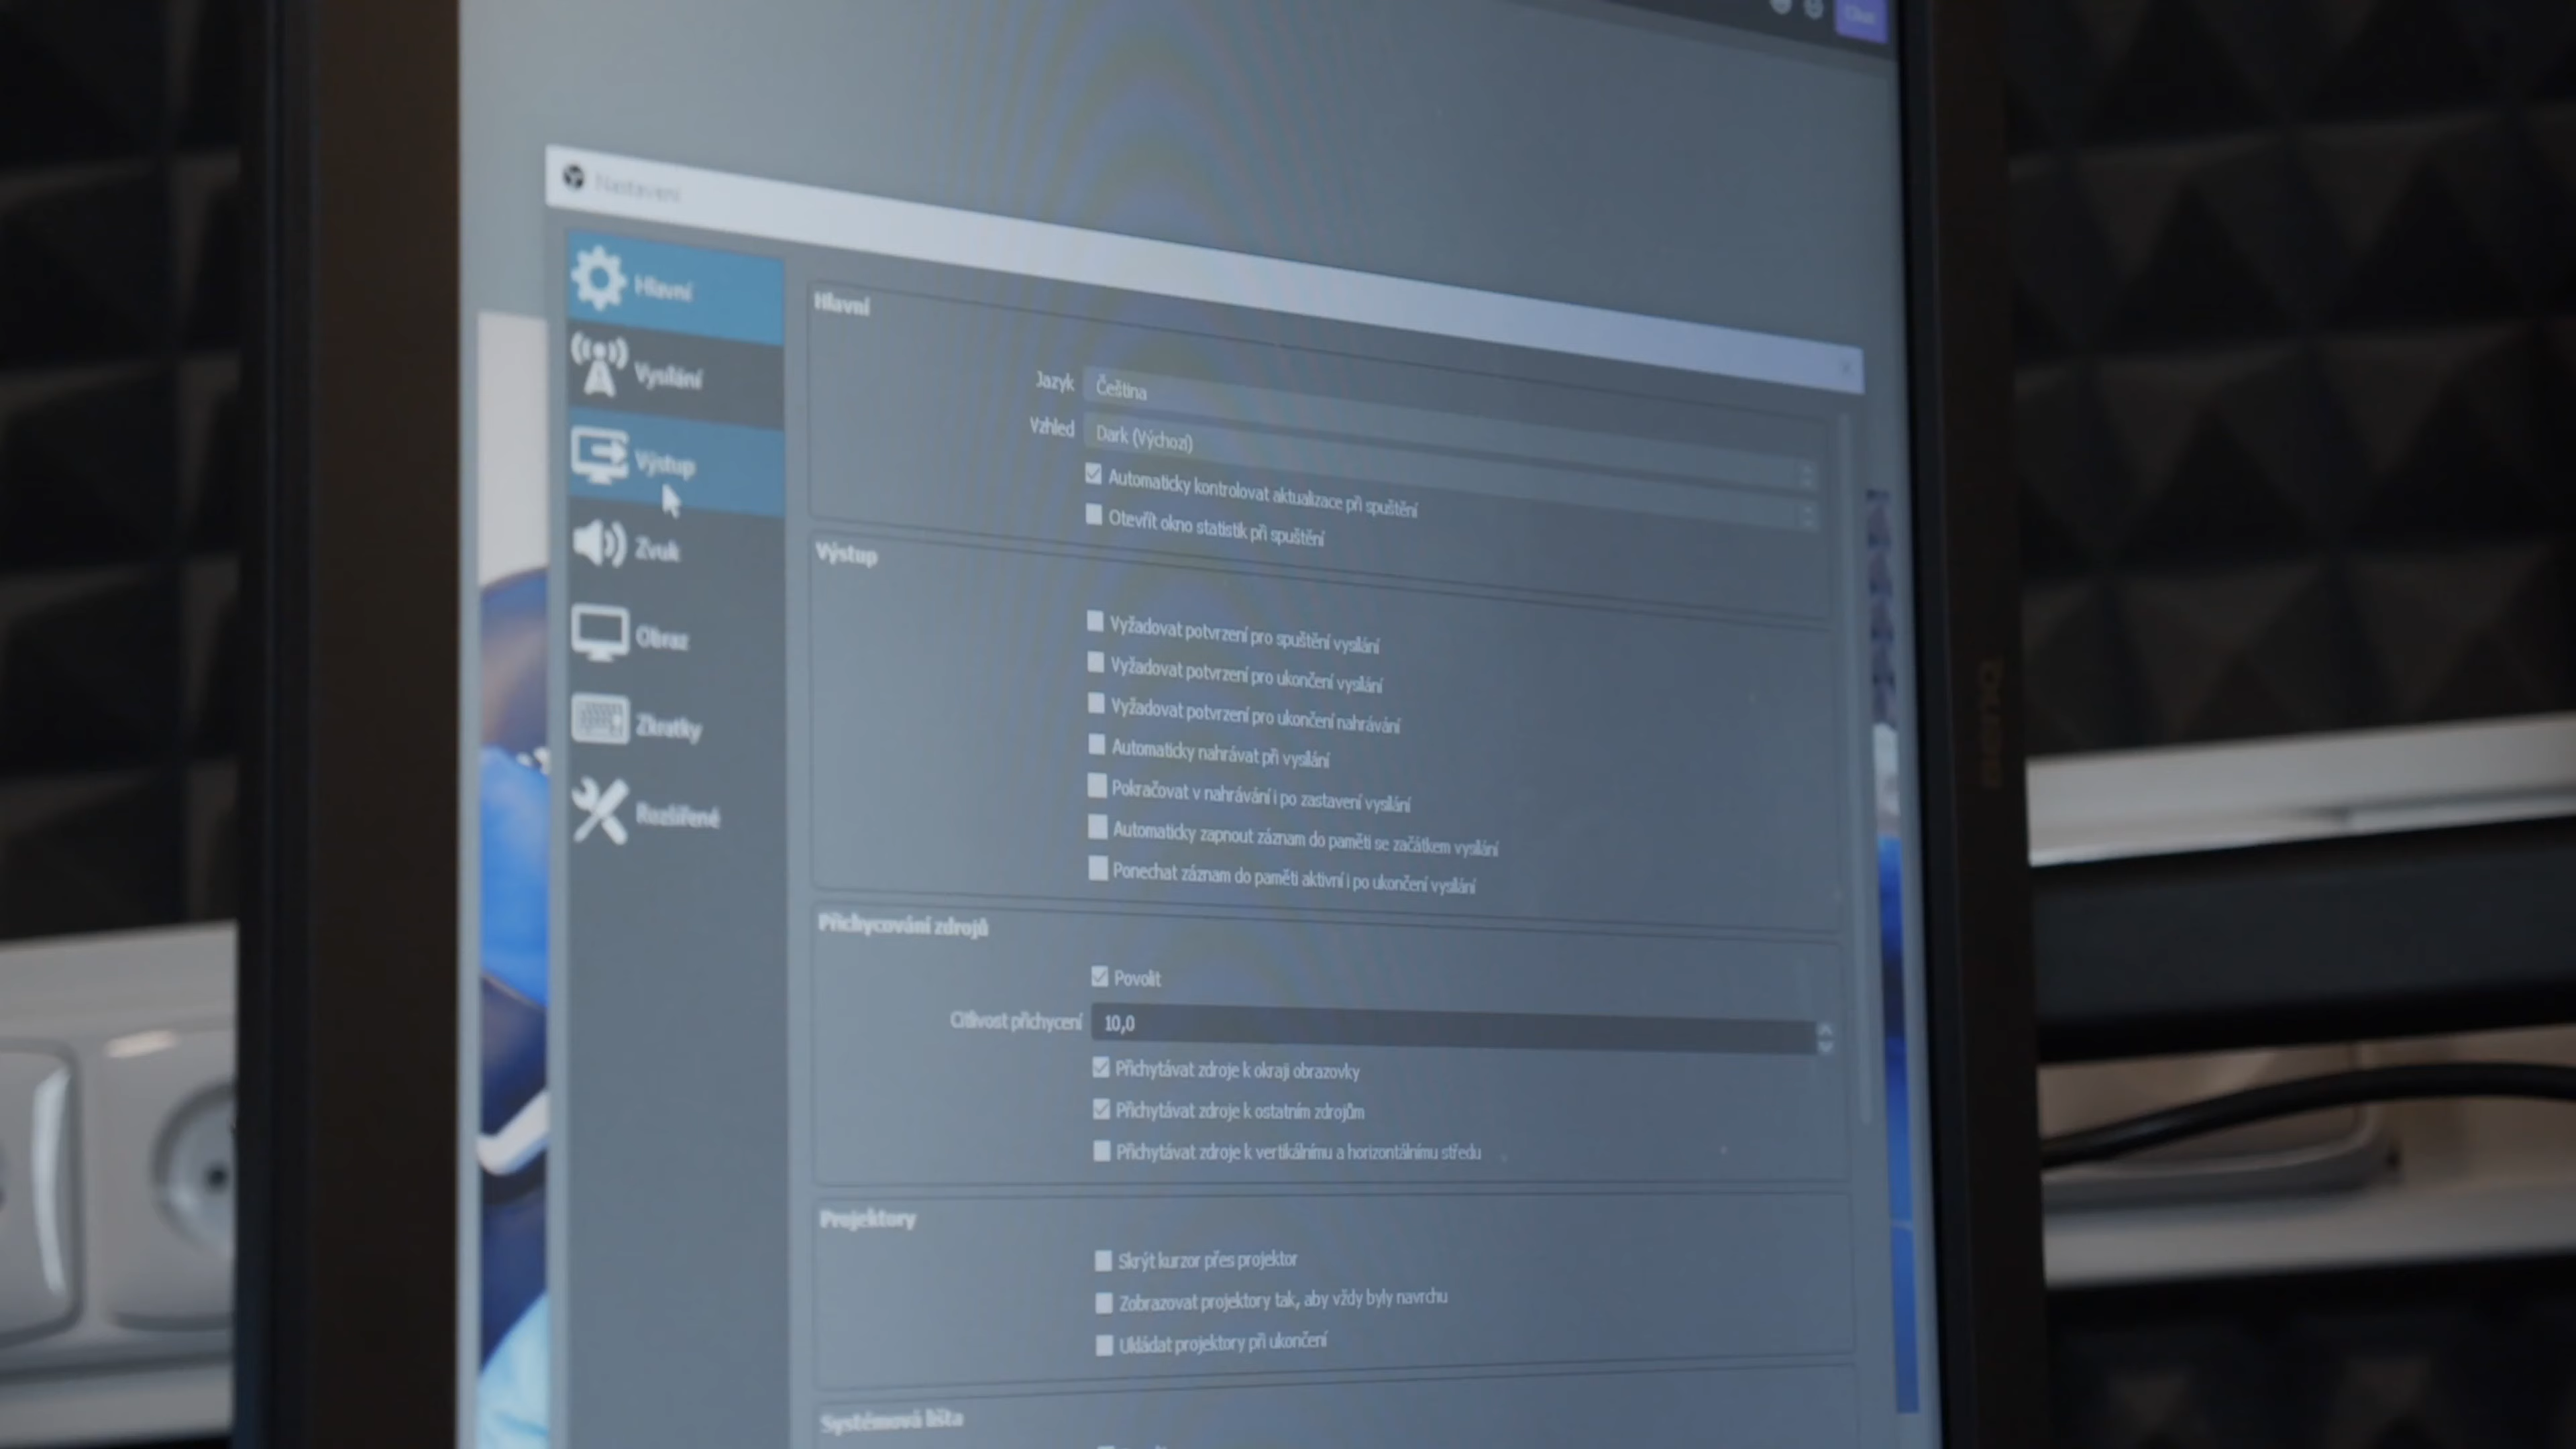 Nastavení
Hlavní
Vysílání
Výstup
Zvuk
Obraz
Zkratky
Rozšířené
Hlavní
Jazyk Čeština
Vzhled Dark (Výchozí)
Automaticky kontrolovat aktualizace při spuštění
Otevřít okno statistik při spuštění
Výstup
Vyžadovat potvrzení pro spuštění vysílání
Vyžadovat potvrzení pro ukončení vysílání
Vyžadovat potvrzení pro ukončení nahrávání
Automaticky nahrávat při vysílání
Pokračovat v nahrávání i po zastavení vysílání
Automaticky zapnout záznam do paměti se začátkem vysílání
Ponechat záznam do paměti aktivní i po ukončení vysílání
Přichycování zdrojů
Povolit
Citlivost přichycení 10,0
Přichytávat zdroje k okraji obrazovky
Přichytávat zdroje k ostatním zdrojům
Přichytávat zdroje k vertikálnímu a horizontálnímu středu
Projektory
Skrýt kurzor přes projektor
Zobrazovat projektory tak, aby vždy byly navrchu
Ukládat projektory při ukončení
Systémová lišta